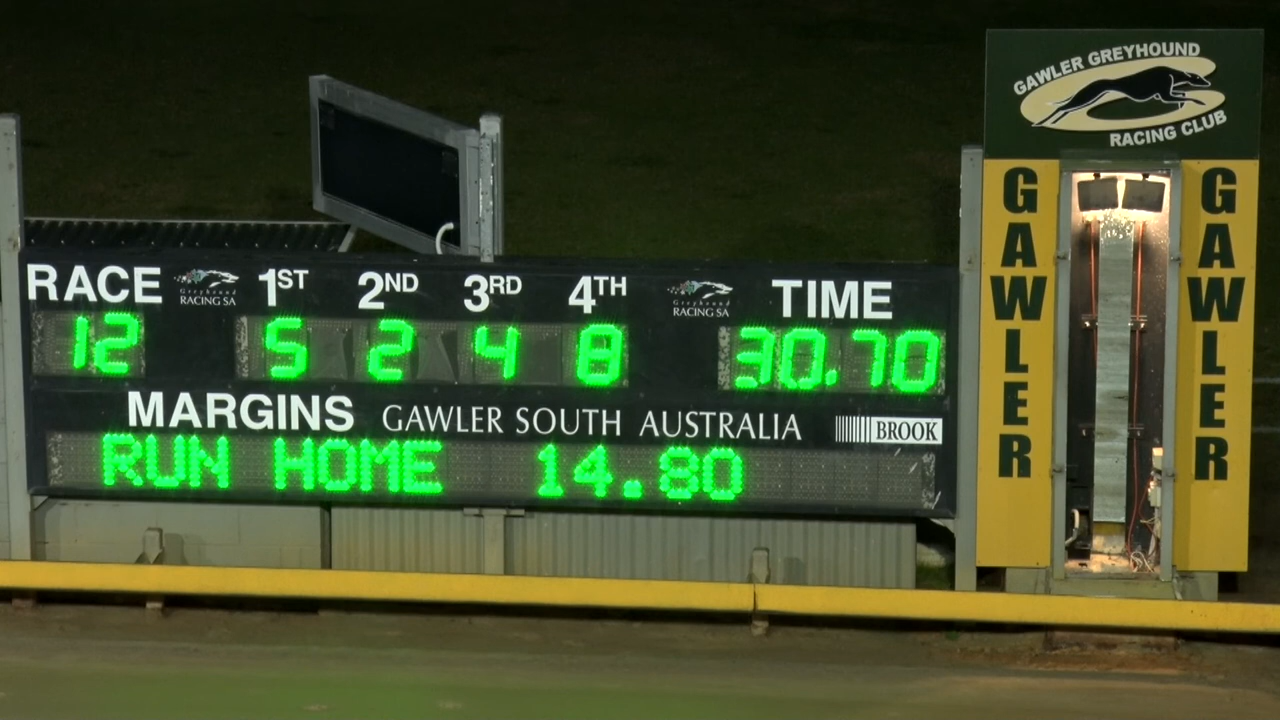 GAWLER GREYHOUND
RACING CLUB
GAWLER
GAWLER
RACE
Greyhound
RACING SA
1ST 2ND 3RD 4TH
Greyhound
RACING SA
TIME
12 5 2 4 8 30.70
MARGINS GAWLER SOUTH AUSTRALIA BROOK
RUN HOME 14.80